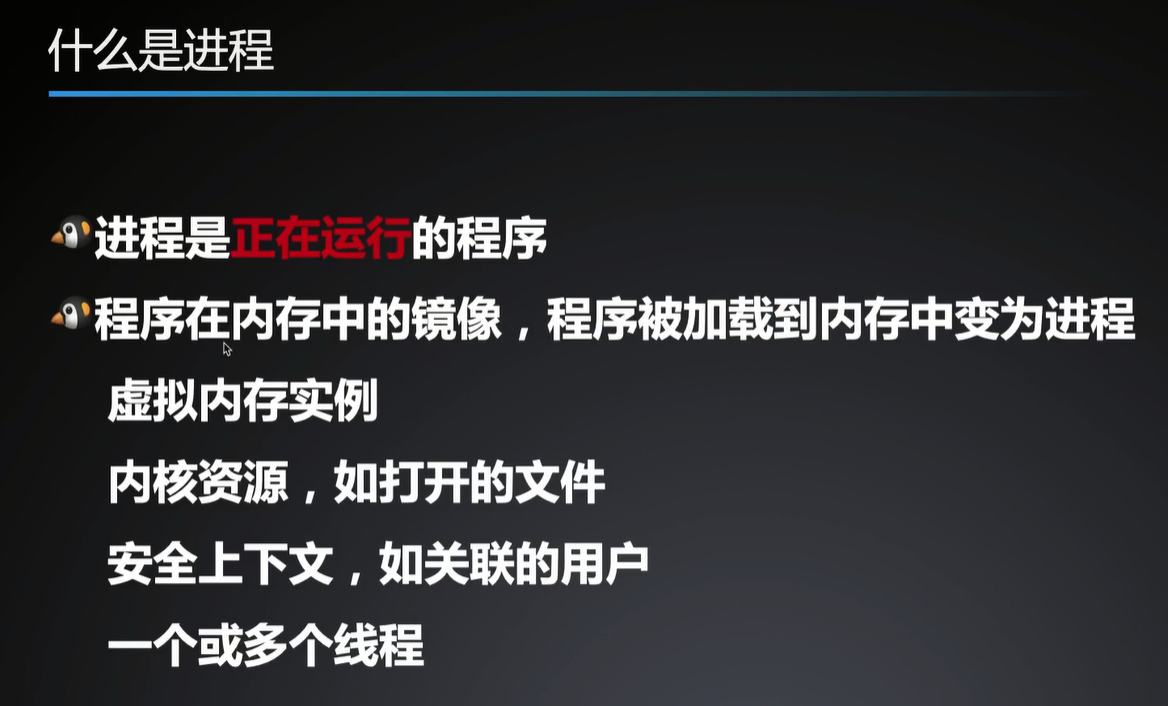 什么是进程
进程是正在运行的程序
程序在内存中的镜像，程序被加载到内存中变为进程
虚拟内存实例
内核资源，如打开的文件
安全上下文，如关联的用户
一个或多个线程